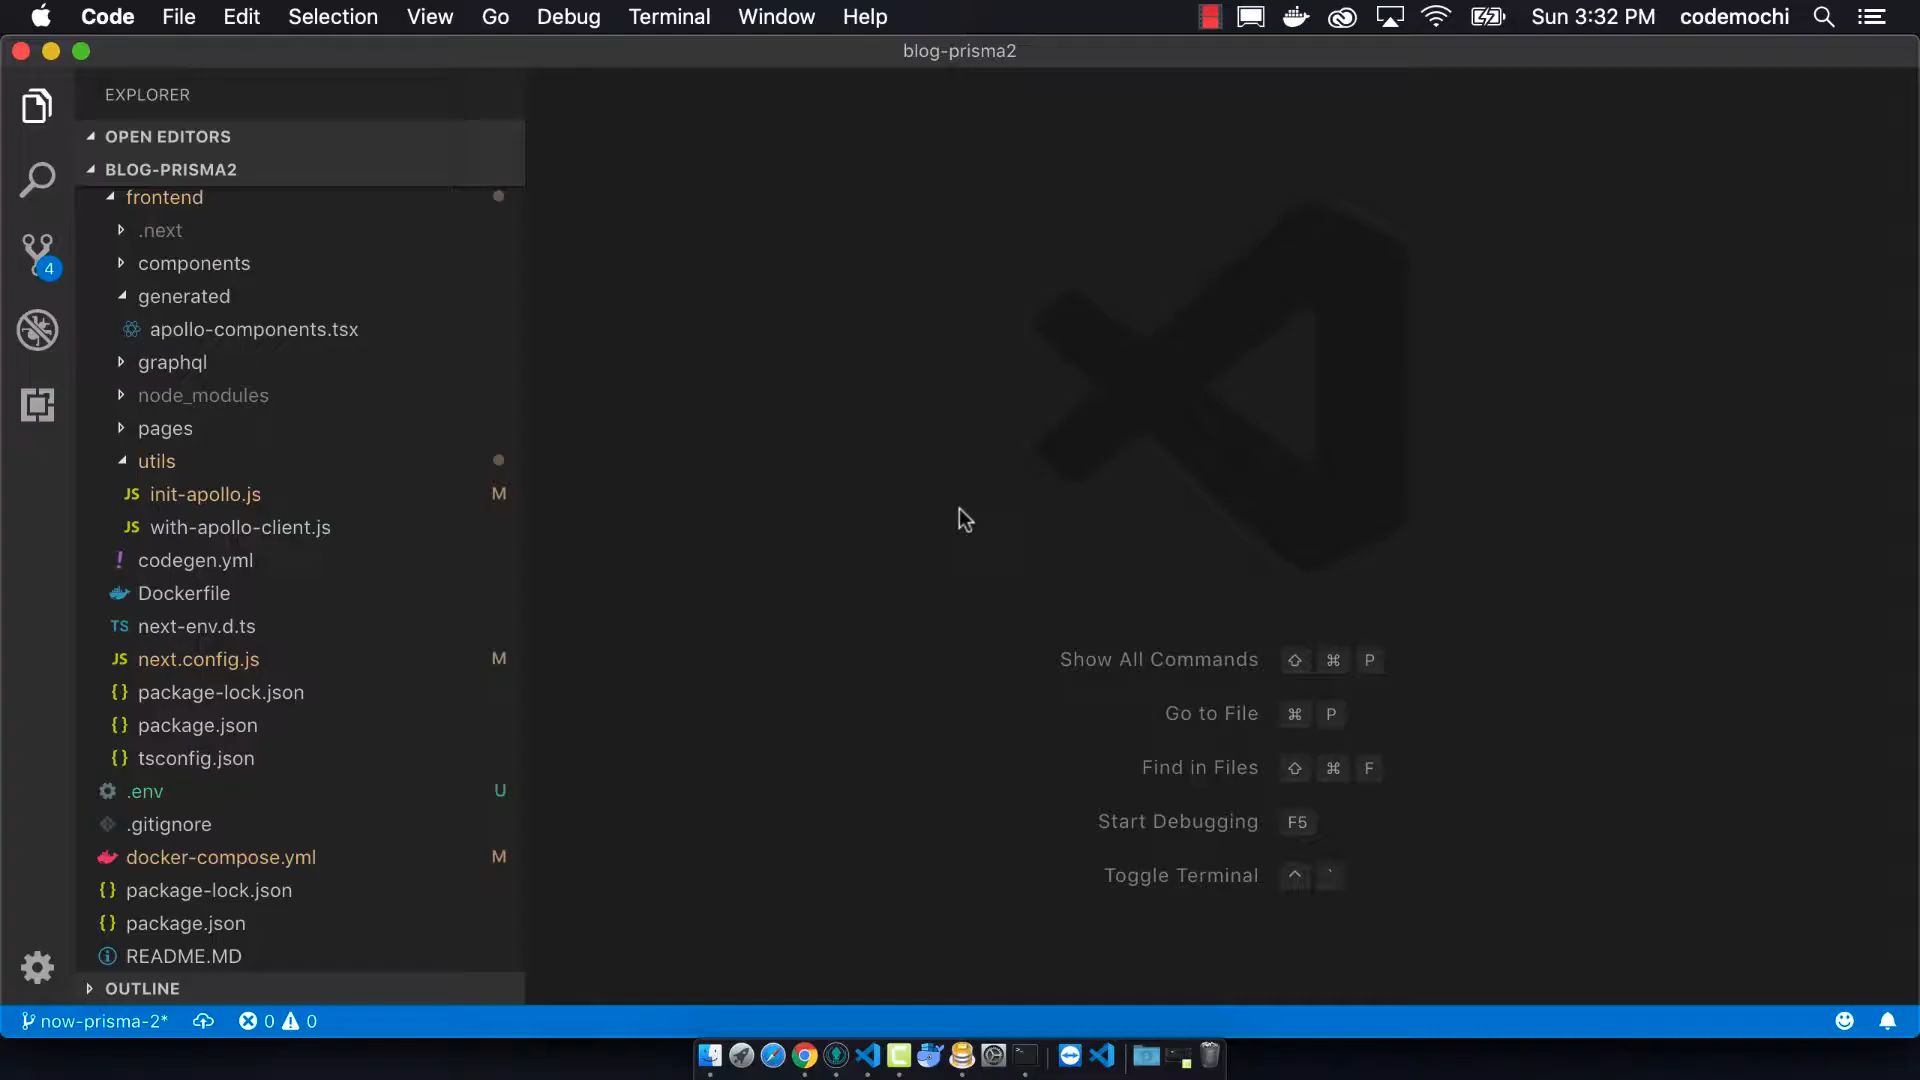 Code File Edit Selection View Go Debug Terminal Window Help Sun 3:32 PM codemochi
blog-prisma2
EXPLORER
OPEN EDITORS
BLOG-PRISMA2
frontend
.next
components
generated
apollo-components.tsx
graphql
node_modules
pages
utils
JS init-apollo.js M
JS with-apollo-client.js
! codegen.yml
Dockerfile
TS next-env.d.ts
JS next.config.js M
{} package-lock.json
{} package.json
{} tsconfig.json
.env U
.gitignore
docker-compose.yml M
{} package-lock.json
{} package.json
README.MD
OUTLINE
4
Show All Commands ⇧ ⌘ P
Go to File ⌘ P
Find in Files ⇧ ⌘ F
Start Debugging F5
Toggle Terminal ^ `
now-prisma-2* 0 0